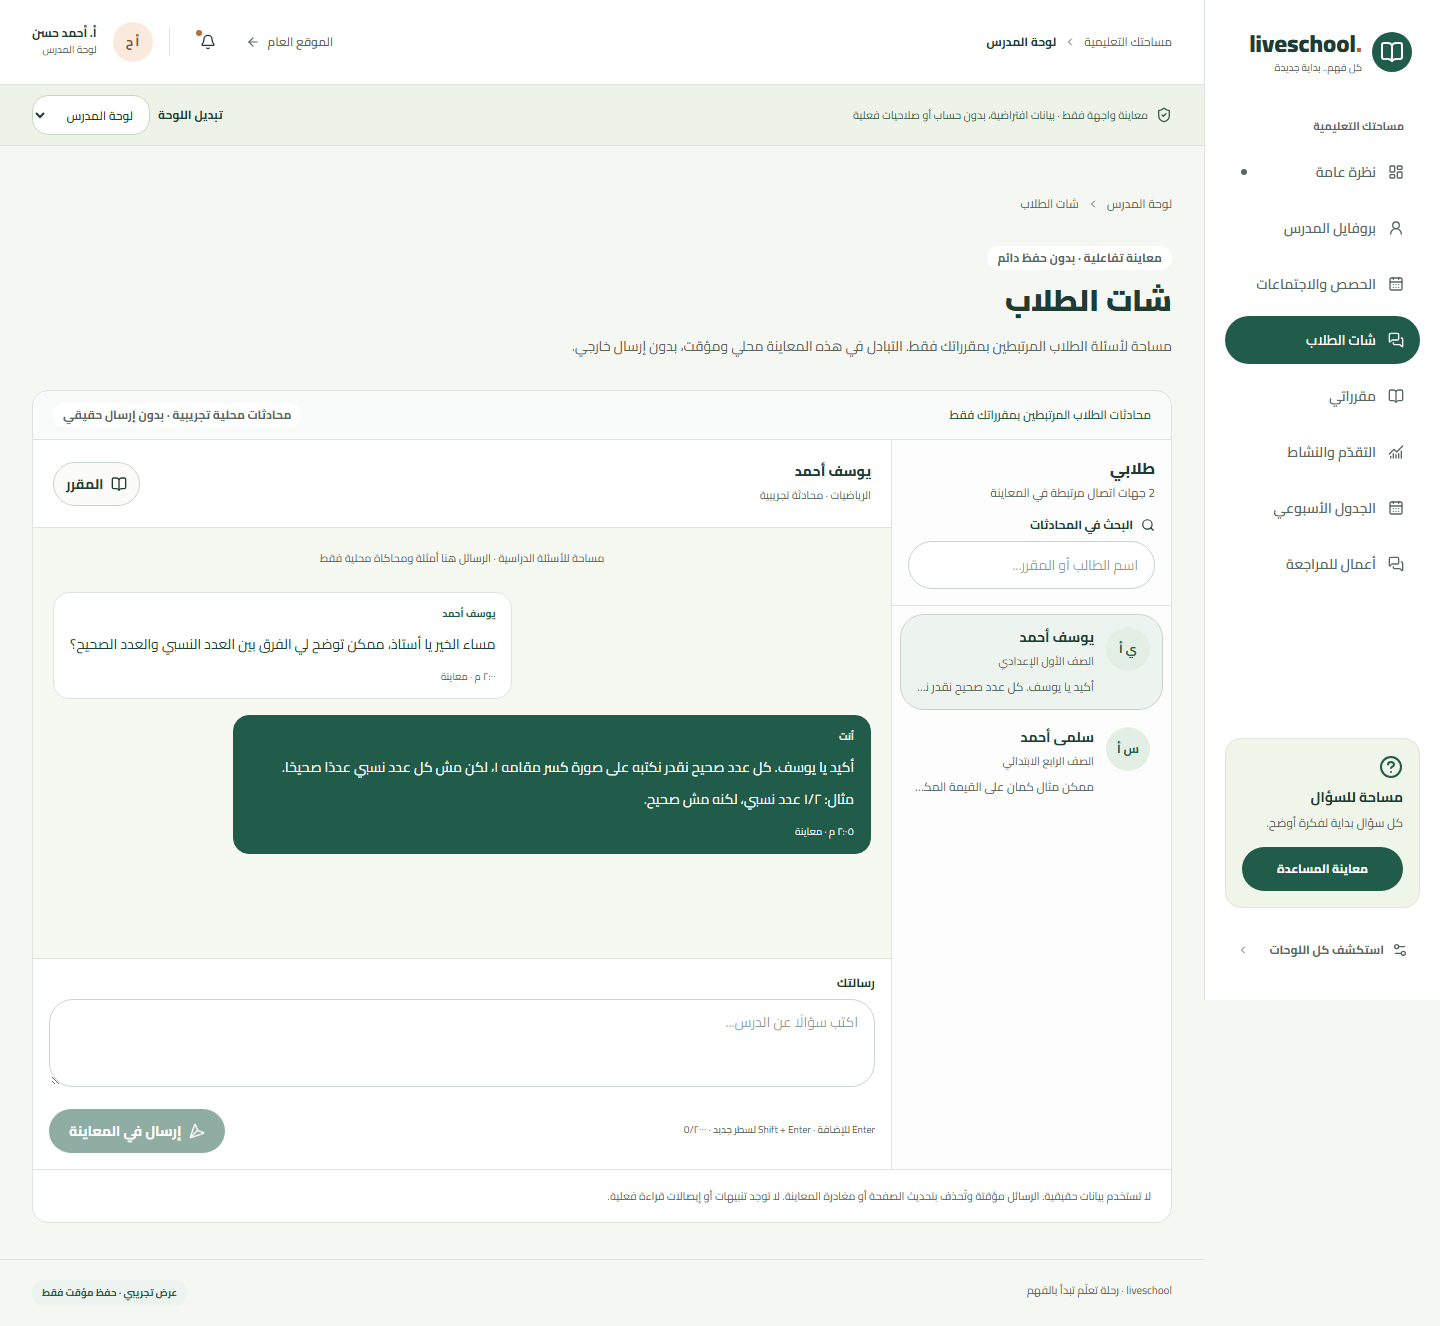 liveschool.
كل فهم.. بداية جديدة
مساحتك التعليمية
نظرة عامة
بروفايل المدرس
الحصص والاجتماعات
شات الطلاب
مقرراتي
التقدّم والنشاط
الجدول الأسبوعي
أعمال للمراجعة
مساحة للسؤال
كل سؤال بداية لفكرة أوضح.
معاينة المساعدة
استكشف كل اللوحات
مساحتك التعليمية
لوحة المدرس
الموقع العام
أ ح
أ. أحمد حسن
لوحة المدرس
معاينة واجهة فقط · بيانات افتراضية، بدون حساب أو صلاحيات فعلية
تبديل اللوحة
لوحة المدرس
لوحة المدرس
شات الطلاب
معاينة تفاعلية · بدون حفظ دائم
شات الطلاب
مساحة لأسئلة الطلاب المرتبطين بمقرراتك فقط. التبادل في هذه المعاينة محلي ومؤقت، بدون إرسال خارجي.
محادثات الطلاب المرتبطين بمقرراتك فقط
محادثات محلية تجريبية · بدون إرسال حقيقي
طلابي
2 جهات اتصال مرتبطة في المعاينة
البحث في المحادثات
اسم الطالب أو المقرر...
ي أ
يوسف أحمد
الصف الأول الإعدادي
أكيد يا يوسف. كل عدد صحيح نقدر نـ...
س أ
سلمى أحمد
الصف الرابع الابتدائي
ممكن مثال كمان على القيمة المكـ...
يوسف أحمد
الرياضيات · محادثة تجريبية
المقرر
مساحة للأسئلة الدراسية · الرسائل هنا أمثلة ومحاكاة محلية فقط
يوسف أحمد
مساء الخير يا أستاذ، ممكن توضح لي الفرق بين العدد النسبي والعدد الصحيح؟
٢:٠٠ م · معاينة
أنت
أكيد يا يوسف. كل عدد صحيح نقدر نكتبه على صورة كسر مقامه ١، لكن مش كل عدد نسبي عددًا صحيحًا.
مثال: ١/٢ عدد نسبي، لكنه مش صحيح.
٢:٠٥ م · معاينة
رسالتك
اكتب سؤالًا عن الدرس...
Enter للإضافة · Shift + Enter لسطر جديد · ٠/٢٠٠٠
إرسال في المعاينة
لا تستخدم بيانات حقيقية. الرسائل مؤقتة وتُحذف بتحديث الصفحة أو مغادرة المعاينة. لا توجد تنبيهات أو إيصالات قراءة فعلية.
liveschool · رحلة تعلّم تبدأ بالفهم
عرض تجريبي · حفظ مؤقت فقط